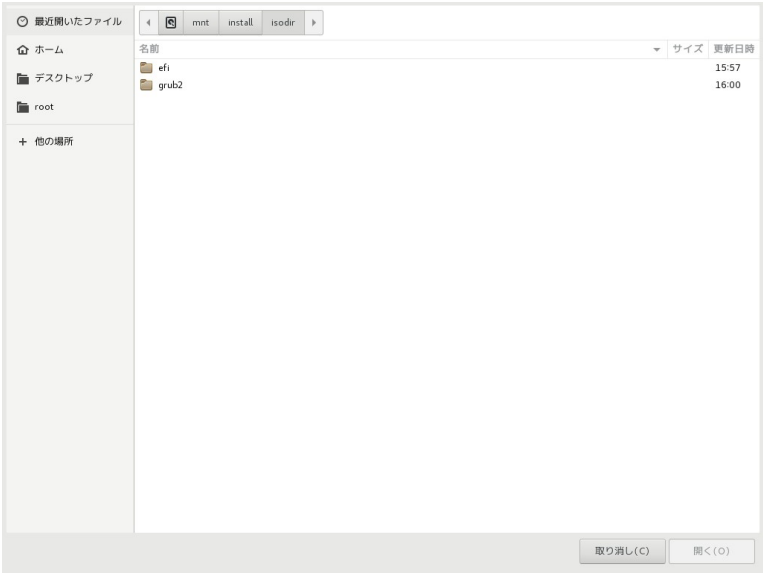 最近開いたファイル
ホーム
デスクトップ
root
他の場所
mnt install isodir
名前 サイズ 更新日時
efi 15:57
grub2 16:00
取り消し(C) 開く(O)